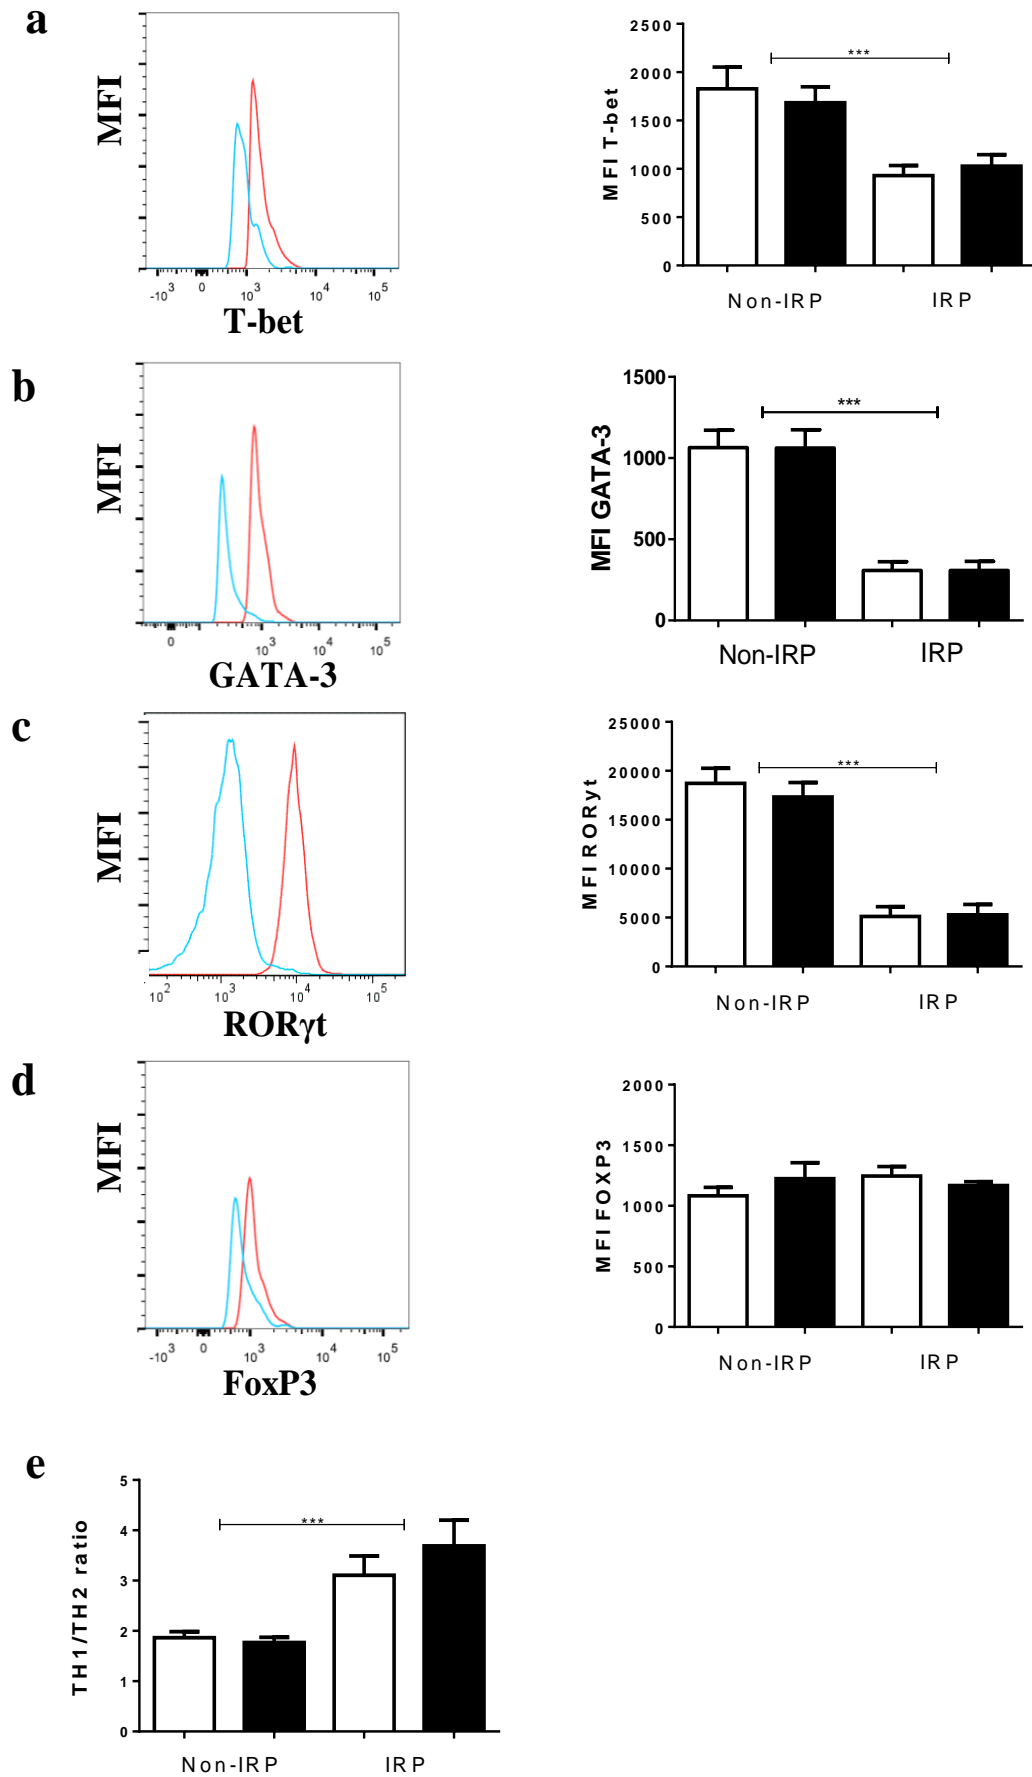 a
MFI
-10³ 0 10³ 10⁴ 10⁵
T-bet
MFI T-bet
2500
2000
1500
1000
500
0
***
Non-IRP IRP
b
MFI
0 10³ 10⁴ 10⁵
GATA-3
MFI GATA-3
1500
1000
500
0
***
Non-IRP IRP
c
MFI
10² 10³ 10⁴ 10⁵
RORγt
MFI RORγt
25000
20000
15000
10000
5000
0
***
Non-IRP IRP
d
MFI
-10³ 0 10³ 10⁴ 10⁵
FoxP3
MFI FOXP3
2000
1500
1000
500
0
Non-IRP IRP
e
TH1/TH2 ratio
5
4
3
2
1
0
***
Non-IRP IRP